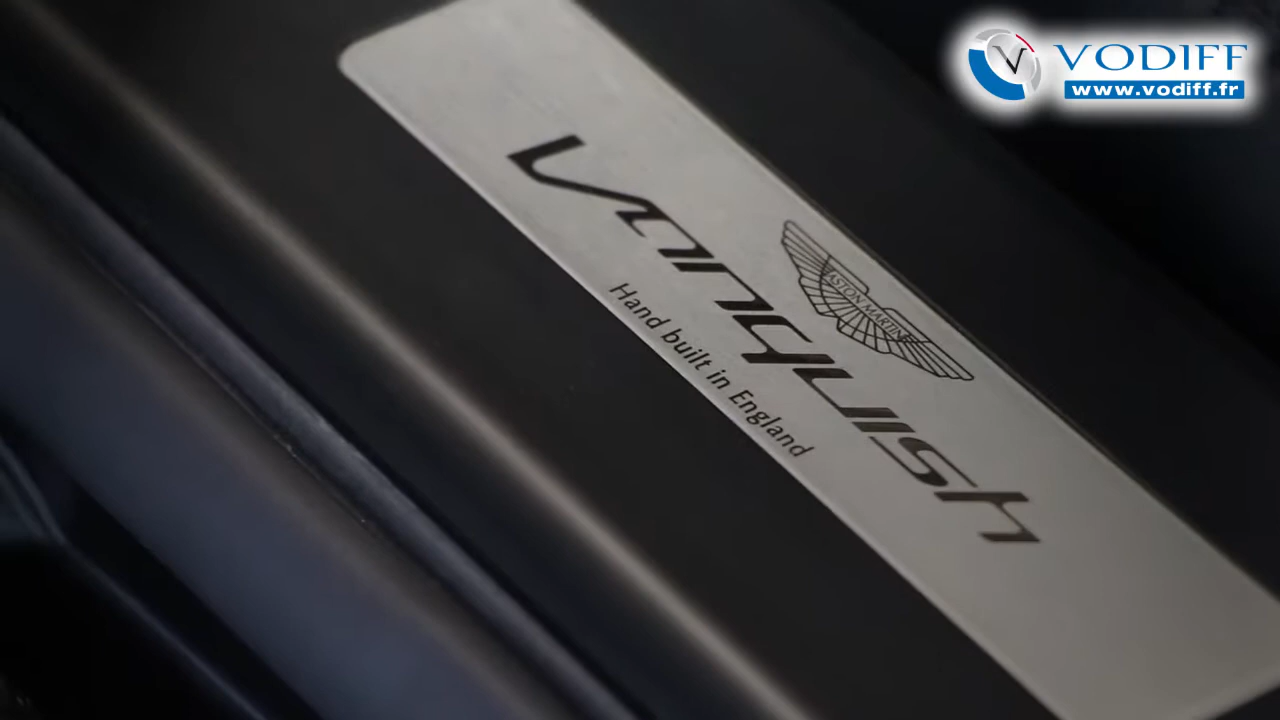 V VODIFF
www.vodiff.fr
ASTON MARTIN
Vanquish
Hand built in England